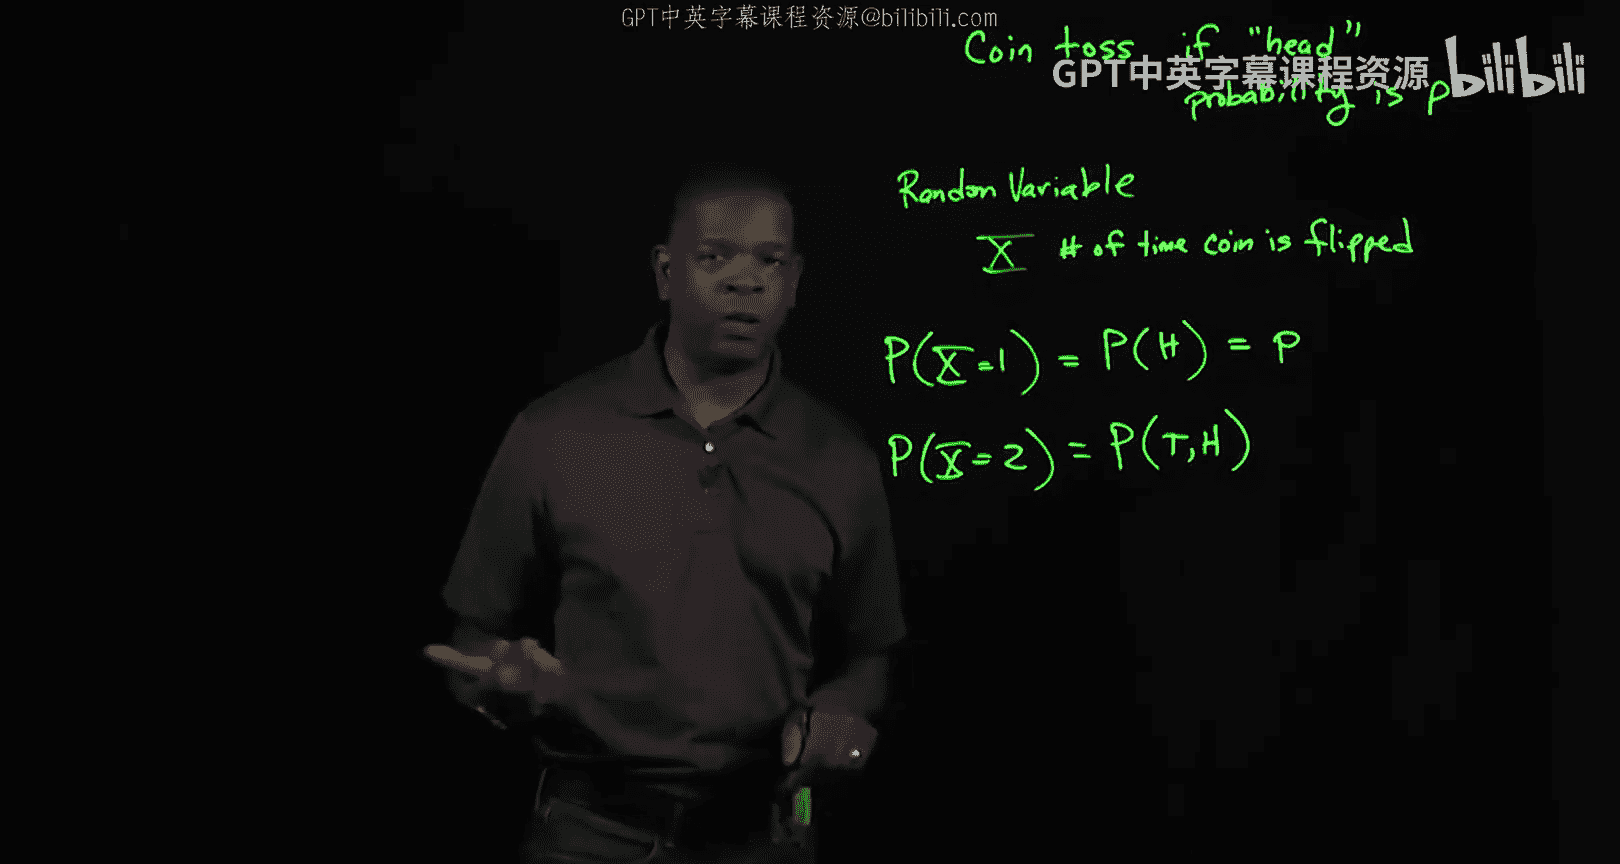 GPT中英字幕课程资源@bilibili.com
Coin toss if "head"
GPT中英字幕课程资源 bilibili
probability is p
Random Variable
X # of time coin is flipped
P(X=1) = P(H) = p
P(X=2) = P(T,H)